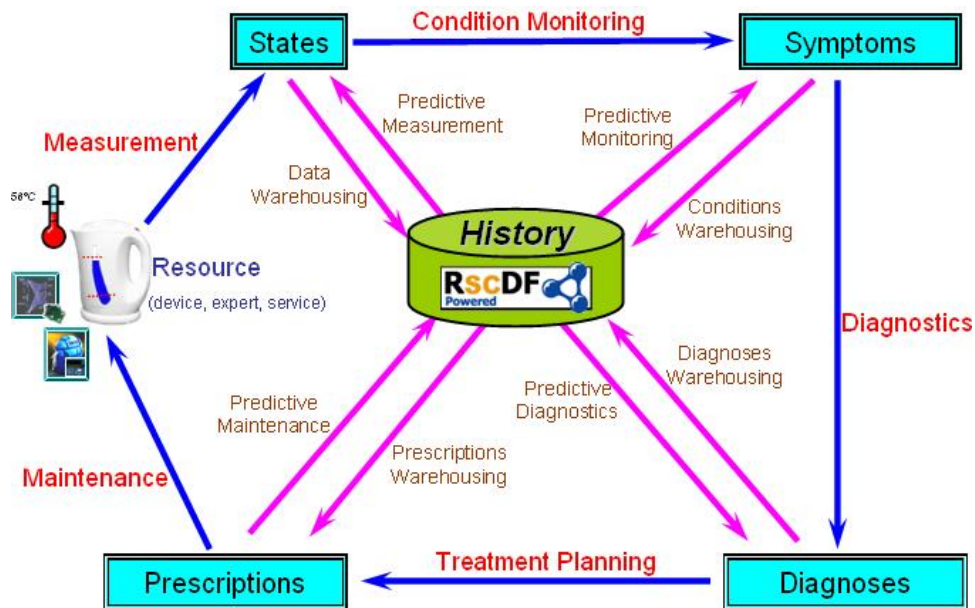 Condition Monitoring
States
Symptoms
Predictive
Measurement
Predictive
Monitoring
Measurement
Data
Warehousing
56°C
Conditions
Warehousing
History
RscDF
Powered
Resource
(device, expert, service)
Diagnostics
Diagnoses
Warehousing
Predictive
Maintenance
Predictive
Diagnostics
Prescriptions
Warehousing
Maintenance
Treatment Planning
Prescriptions
Diagnoses